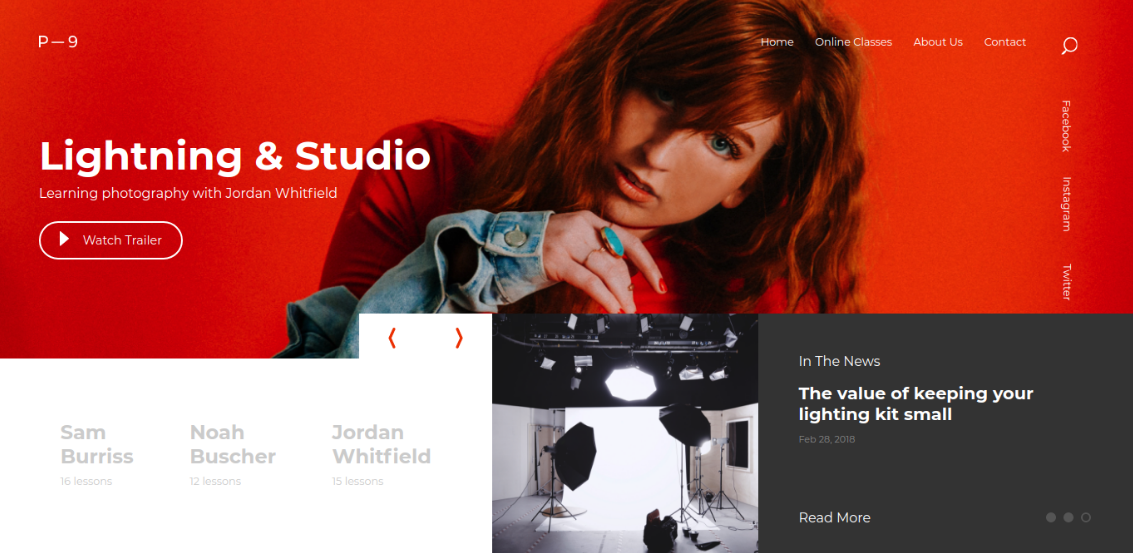 P—9
Home
Online Classes
About Us
Contact
Facebook
Instagram
Twitter
Lightning & Studio
Learning photography with Jordan Whitfield
Watch Trailer
Sam
Burriss
16 lessons
Noah
Buscher
12 lessons
Jordan
Whitfield
15 lessons
In The News
The value of keeping your
lighting kit small
Feb 28, 2018
Read More